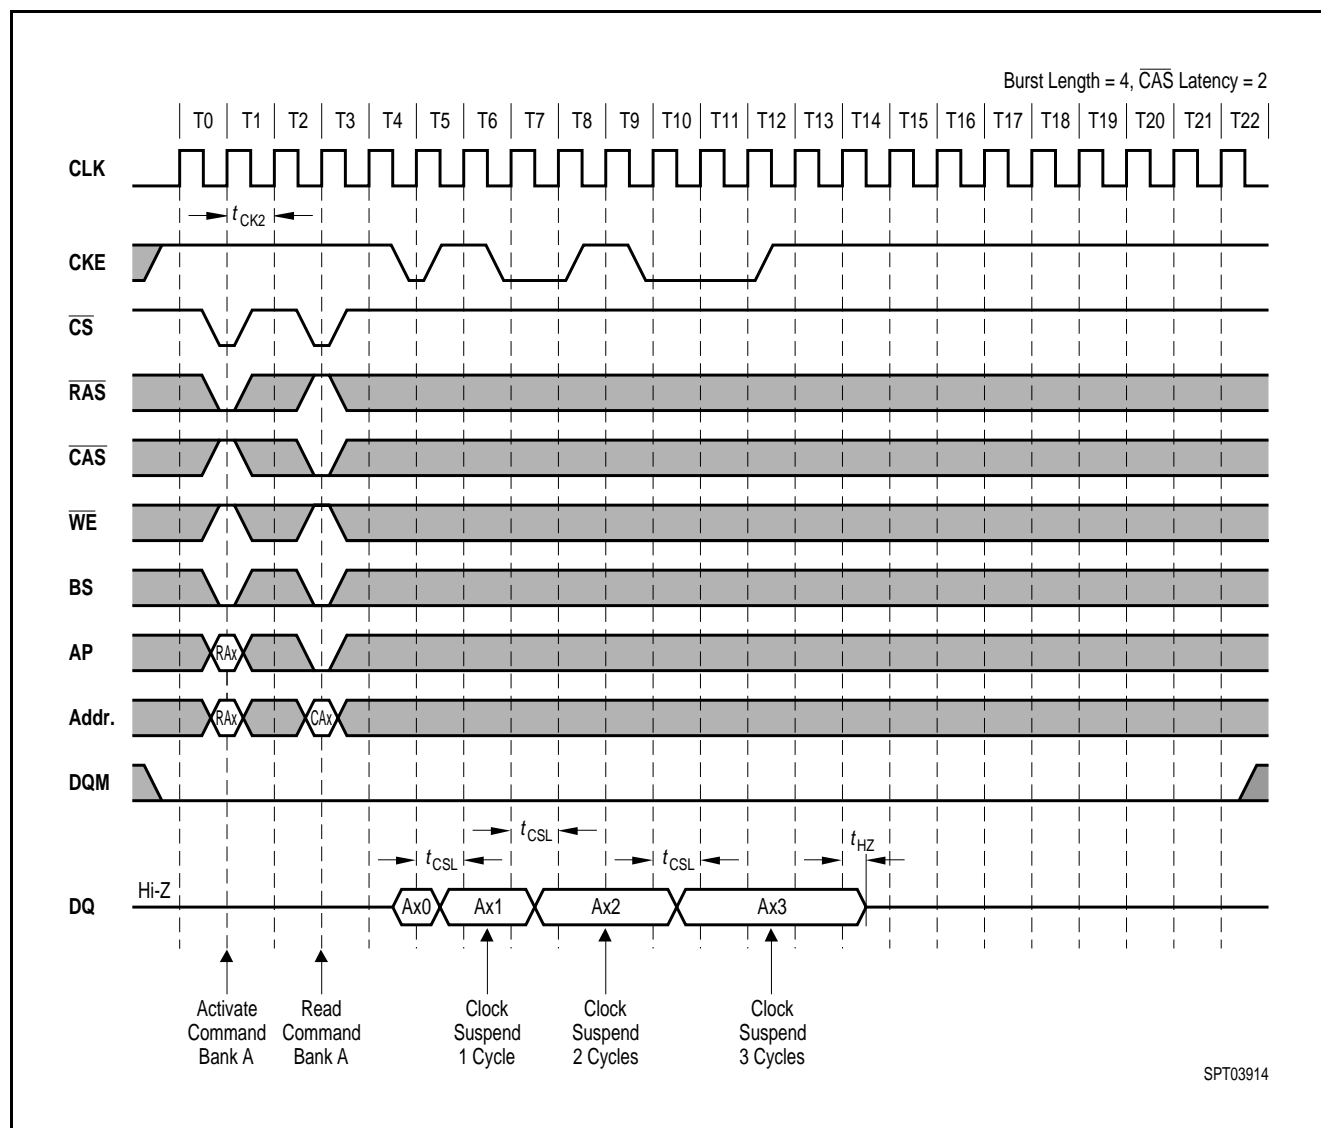 Burst Length = 4, CAS Latency = 2
T0 T1 T2 T3 T4 T5 T6 T7 T8 T9 T10 T11 T12 T13 T14 T15 T16 T17 T18 T19 T20 T21 T22
CLK
tCK2
CKE
CS
RAS
CAS
WE
BS
AP RAx
Addr. RAx CAx
DQM
tCSL tCSL tCSL tHZ
DQ Hi-Z Ax0 Ax1 Ax2 Ax3
Activate Command Bank A
Read Command Bank A
Clock Suspend 1 Cycle
Clock Suspend 2 Cycles
Clock Suspend 3 Cycles
SPT03914